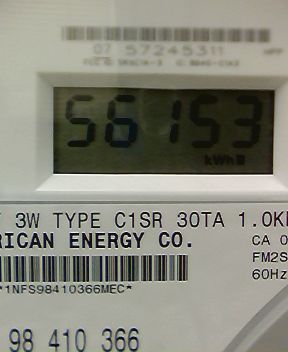 07 57245311
56153
kWh
3W TYPE C1SR 30TA 1.0K
RICAN ENERGY CO.
CA 0
FM2S
60Hz
*1NFS98410366MEC*
98 410 366